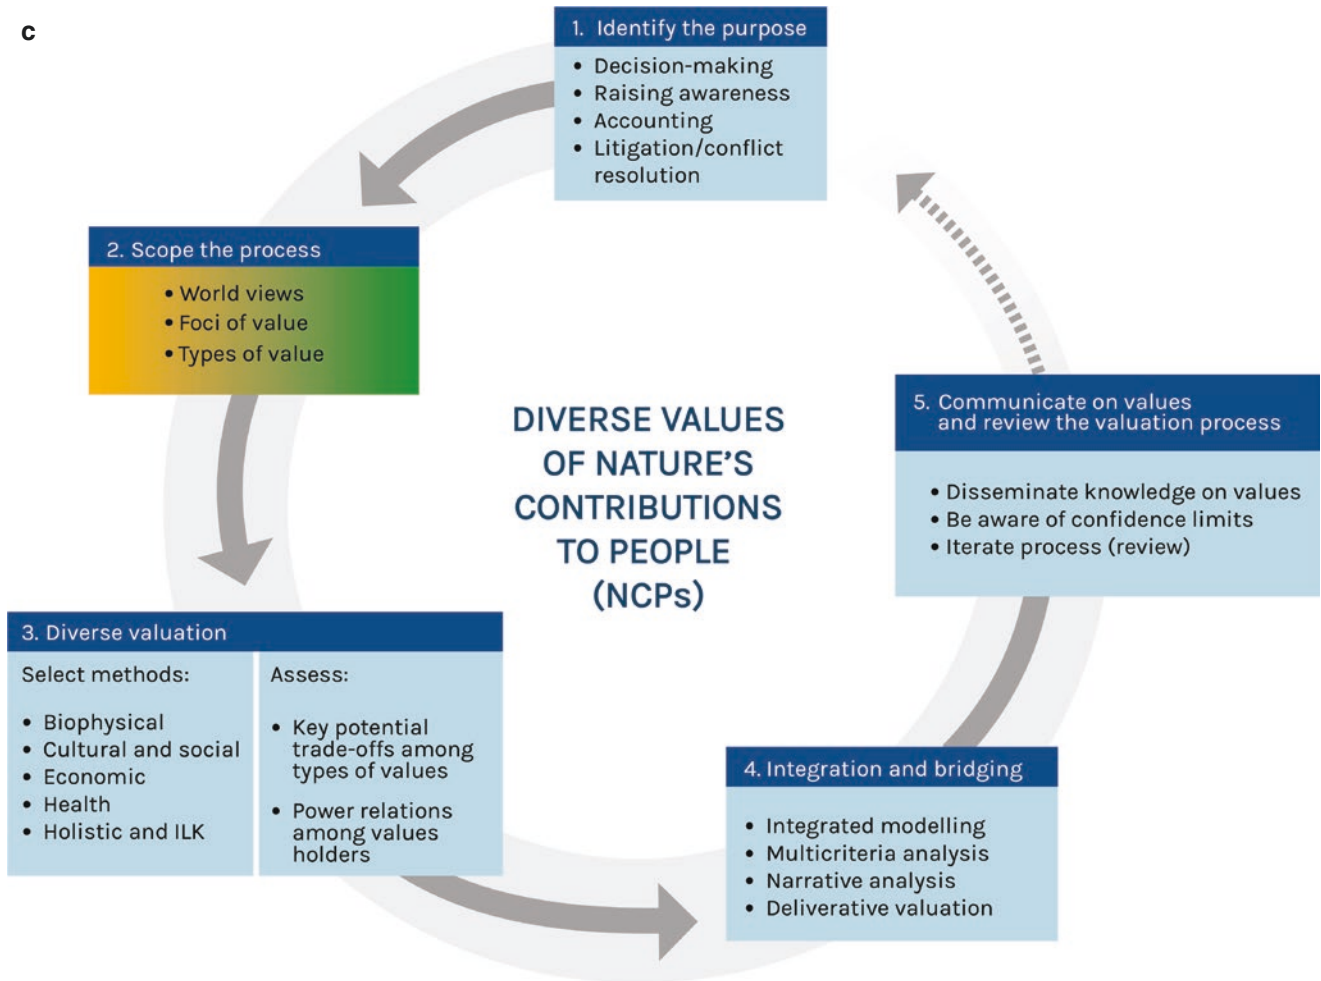 c
1. Identify the purpose
• Decision-making
• Raising awareness
• Accounting
• Litigation/conflict
resolution
2. Scope the process
• World views
• Foci of value
• Types of value
DIVERSE VALUES
OF NATURE'S
CONTRIBUTIONS
TO PEOPLE
(NCPs)
3. Diverse valuation
Select methods:
• Biophysical
• Cultural and social
• Economic
• Health
• Holistic and ILK
Assess:
• Key potential
trade-offs among
types of values
• Power relations
among values
holders
4. Integration and bridging
• Integrated modelling
• Multicriteria analysis
• Narrative analysis
• Deliverative valuation
5. Communicate on values
and review the valuation process
• Disseminate knowledge on values
• Be aware of confidence limits
• Iterate process (review)